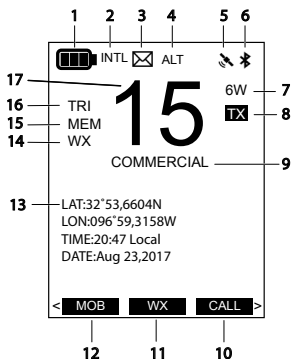 1 2 3 4 5 6
INTL ALT
17
15
16 TRI
6W 7
15 MEM
TX 8
14 WX
COMMERCIAL 9
13 LAT:32°53,6604N
LON:096°59,3158W
TIME:20:47 Local
DATE:Aug 23,2017
< MOB WX CALL >
12 11 10